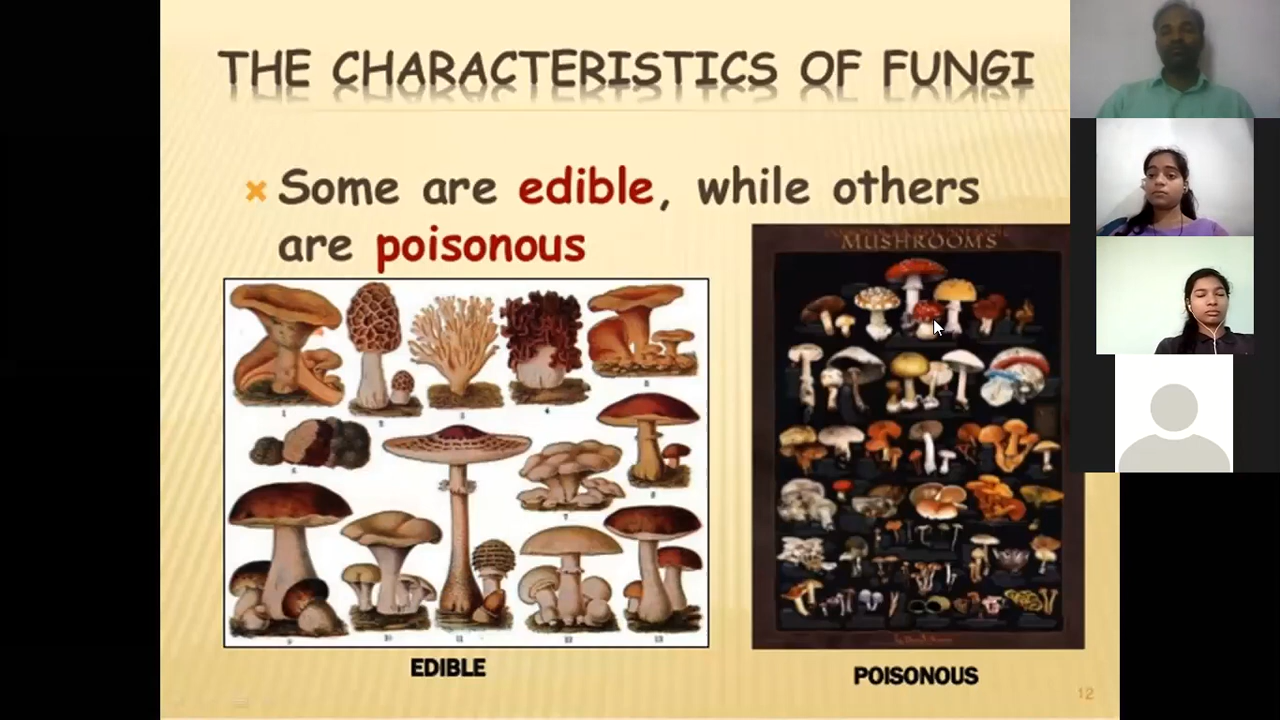 THE CHARACTERISTICS OF FUNGI
Some are edible, while others
are poisonous
MUSHROOMS
EDIBLE
POISONOUS
12